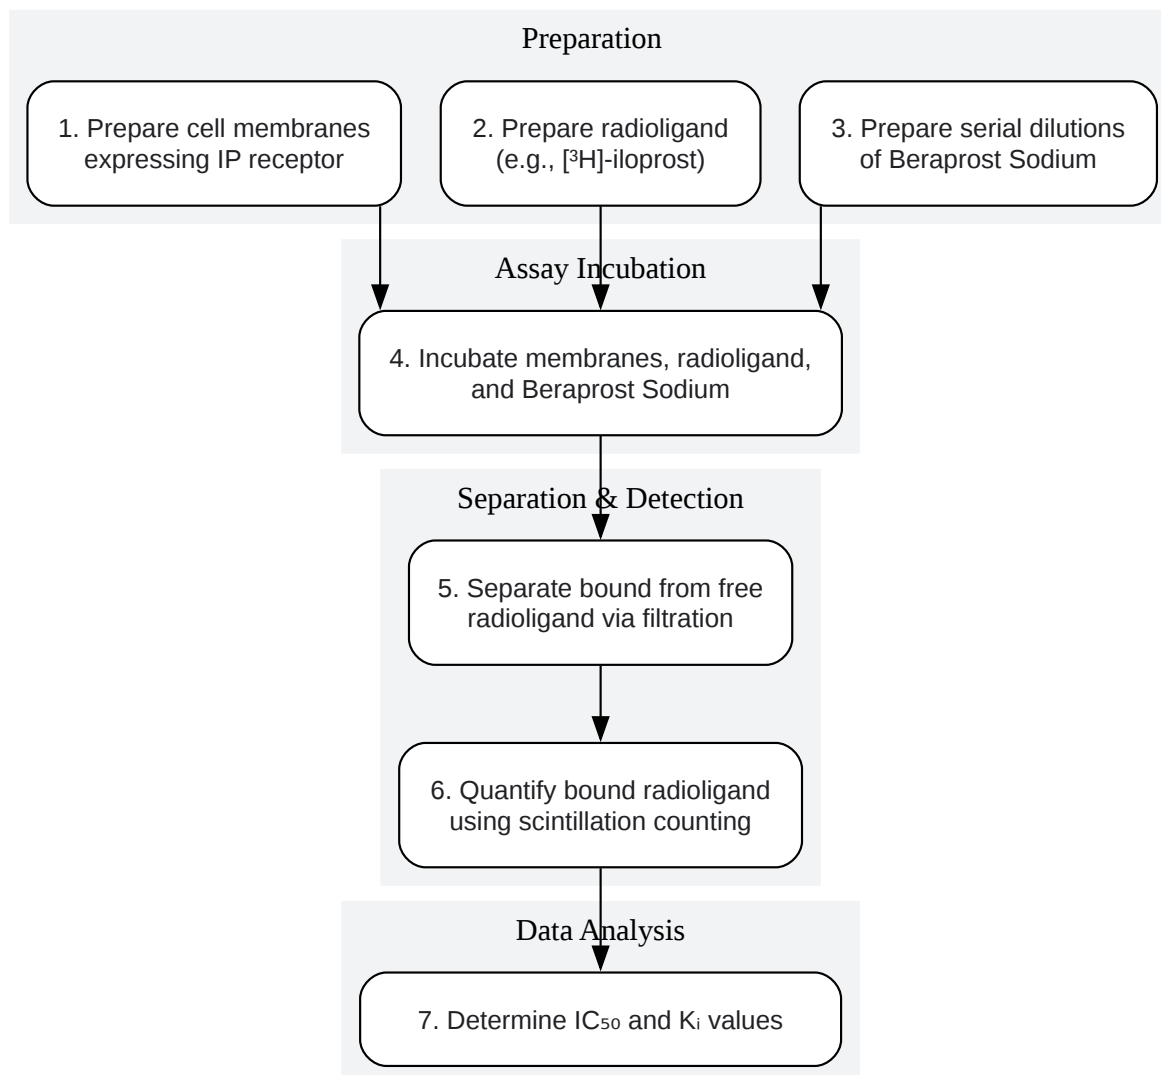 Preparation
1. Prepare cell membranes
expressing IP receptor
2. Prepare radioligand
(e.g., [³H]-iloprost)
3. Prepare serial dilutions
of Beraprost Sodium
Assay Incubation
4. Incubate membranes, radioligand,
and Beraprost Sodium
Separation & Detection
5. Separate bound from free
radioligand via filtration
6. Quantify bound radioligand
using scintillation counting
Data Analysis
7. Determine IC₅₀ and Kᵢ values